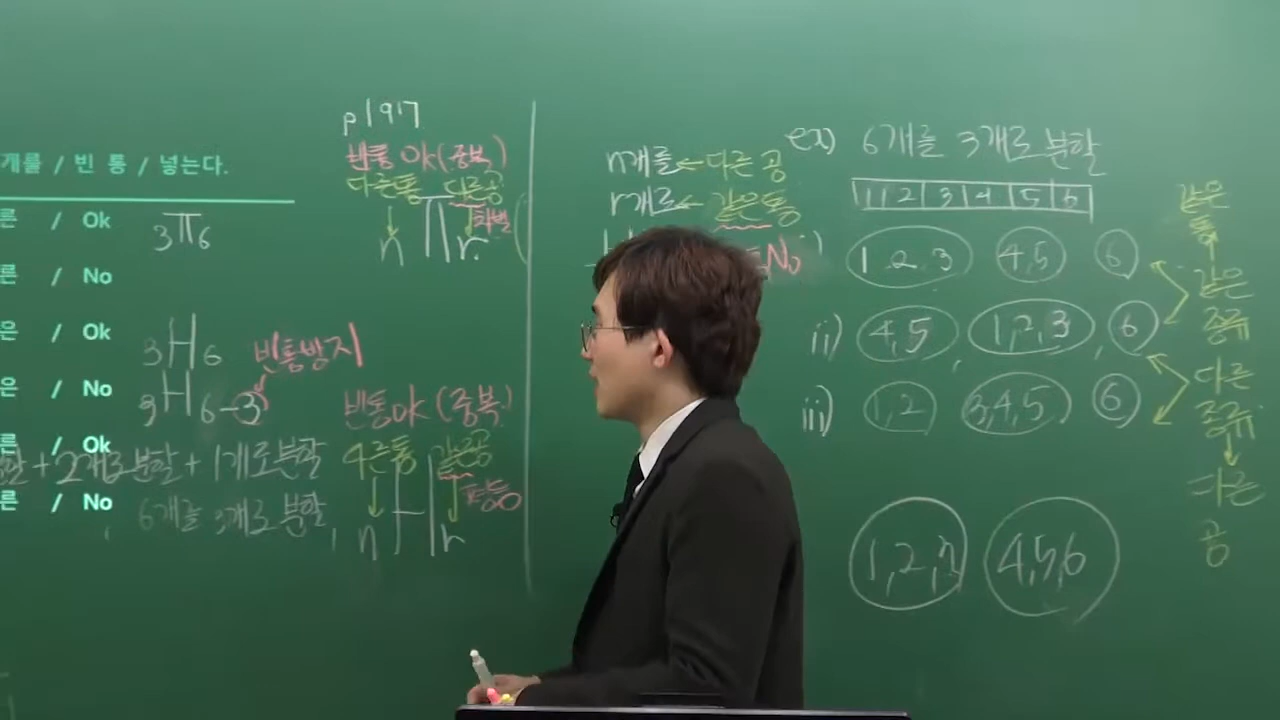 개를 / 빈 통 / 넣는다.
른 / Ok
₃Π₆
른 / No
은 / Ok
₃H₆
빈통방지
은 / No
₃H₆₋₃
른 / Ok
+ 2개로 분할 + 1개로 분할
른 / No
6개를 3개로 분할
p197
빈통 ok (중복)
다른통 다른공
n Π r
학벌
빈통 ok (중복)
다른통 같은공
n H r
평등
n개를 ← 다른 공
r개로 ← 같은 통
No
ex) 6개를 3개로 분할
1 2 3 4 5 6
i) 1 2 3 4,5 6
ii) 4,5 , 1,2,3 , 6
iii) 1,2 3,4,5 6
1,2,3 4,5,6
같은
통
같은
종류
다른
종류
다른
공